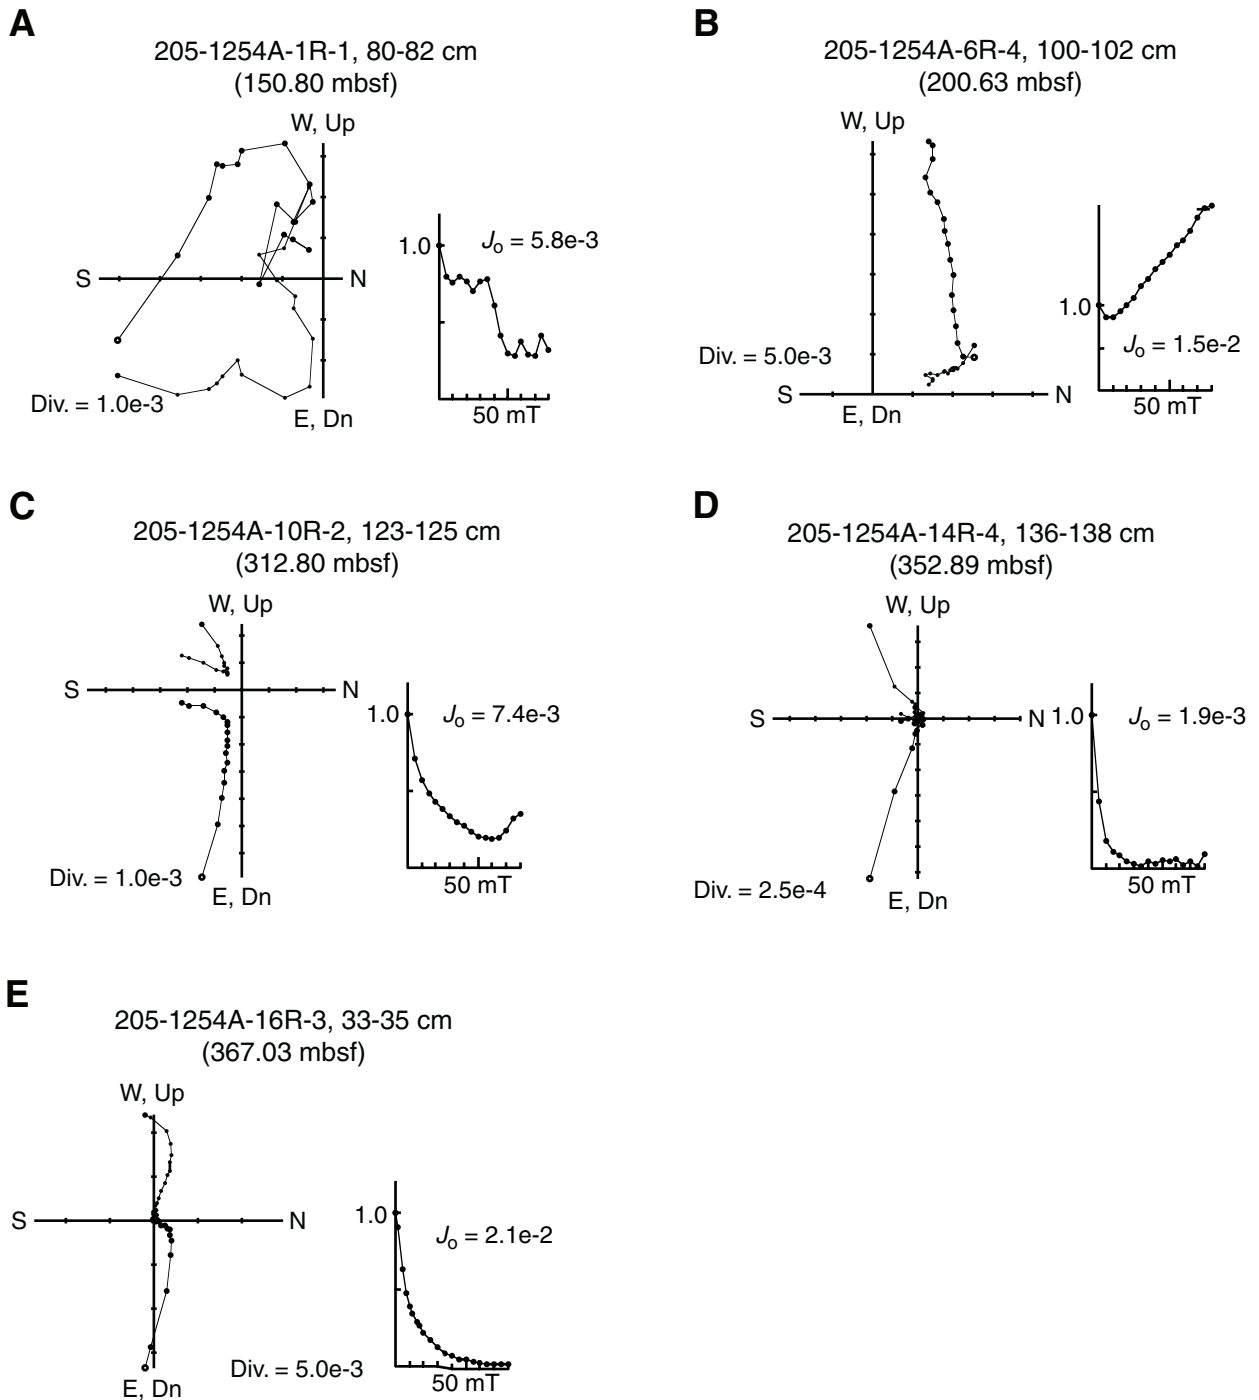 A
205-1254A-1R-1, 80-82 cm
(150.80 mbsf)
W, Up
S
N
E, Dn
Div. = 1.0e-3
1.0
Jo = 5.8e-3
50 mT
B
205-1254A-6R-4, 100-102 cm
(200.63 mbsf)
W, Up
Div. = 5.0e-3
S
N
E, Dn
1.0
Jo = 1.5e-2
50 mT
C
205-1254A-10R-2, 123-125 cm
(312.80 mbsf)
W, Up
S
N
Div. = 1.0e-3
E, Dn
1.0
Jo = 7.4e-3
50 mT
D
205-1254A-14R-4, 136-138 cm
(352.89 mbsf)
W, Up
S
N
Div. = 2.5e-4
E, Dn
1.0
Jo = 1.9e-3
50 mT
E
205-1254A-16R-3, 33-35 cm
(367.03 mbsf)
W, Up
S
N
E, Dn
Div. = 5.0e-3
1.0
Jo = 2.1e-2
50 mT